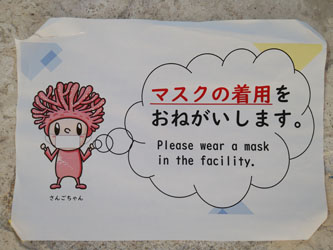 マスクの着用を
おねがいします。
Please wear a mask
in the facility.
さんごちゃん